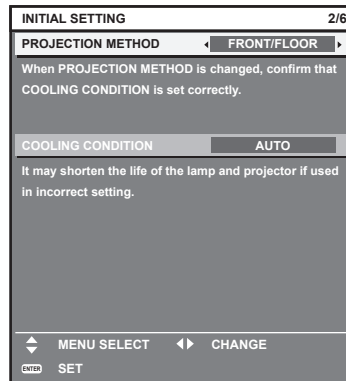 INITIAL SETTING 2/6
PROJECTION METHOD FRONT/FLOOR
When PROJECTION METHOD is changed, confirm that
COOLING CONDITION is set correctly.
COOLING CONDITION AUTO
It may shorten the life of the lamp and projector if used
in incorrect setting.
MENU SELECT CHANGE
ENTER SET